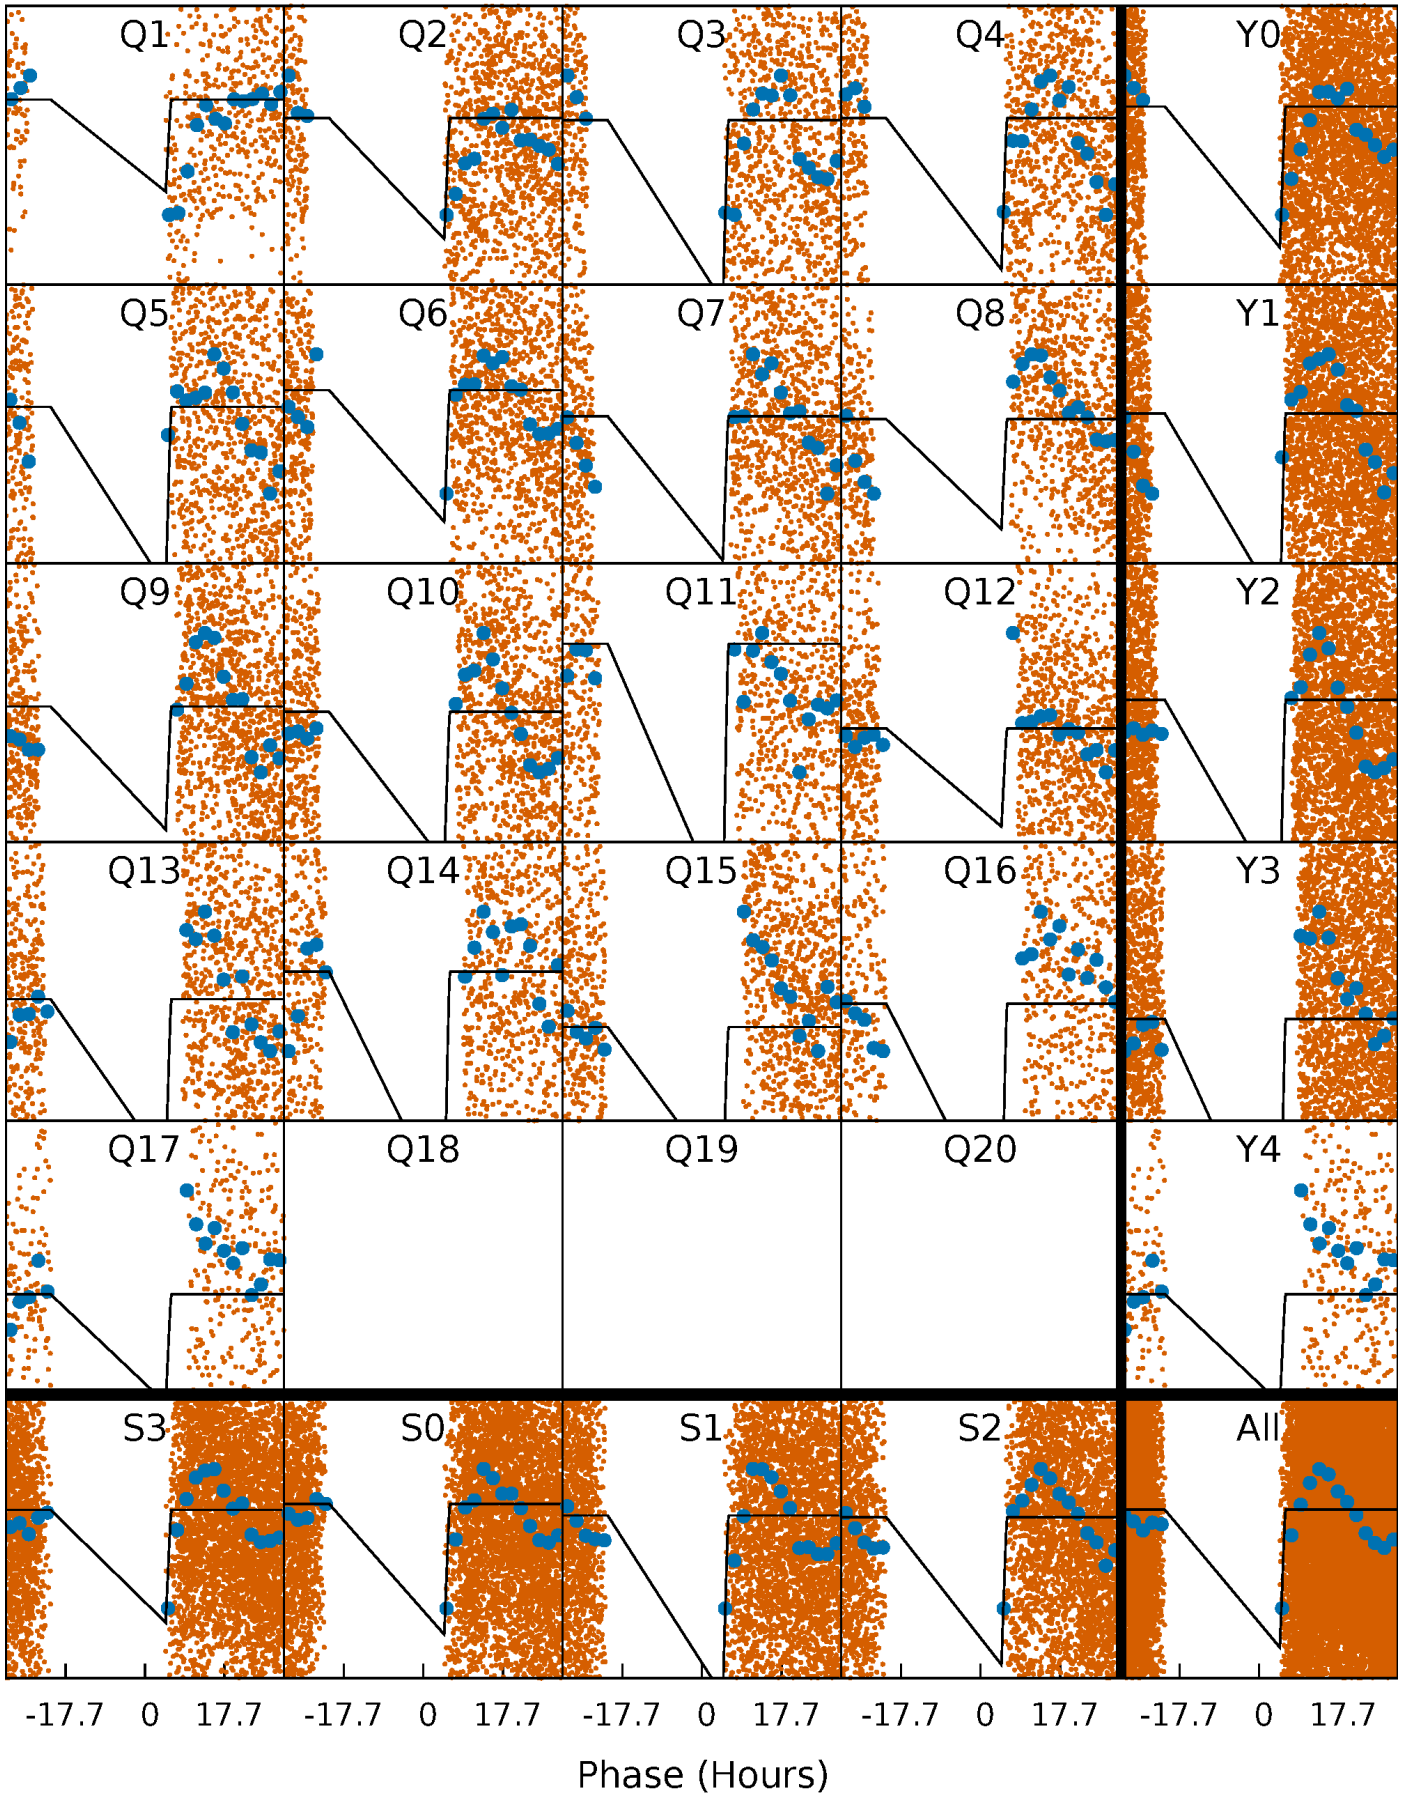 Q1 Q2 Q3 Q4 Y0
Q5 Q6 Q7 Q8 Y1
Q9 Q10 Q11 Q12 Y2
Q13 Q14 Q15 Q16 Y3
Q17 Q18 Q19 Q20 Y4
S3 S0 S1 S2 All
-17.7 0 17.7 -17.7 0 17.7 -17.7 0 17.7 -17.7 0 17.7 -17.7 0 17.7
Phase (Hours)